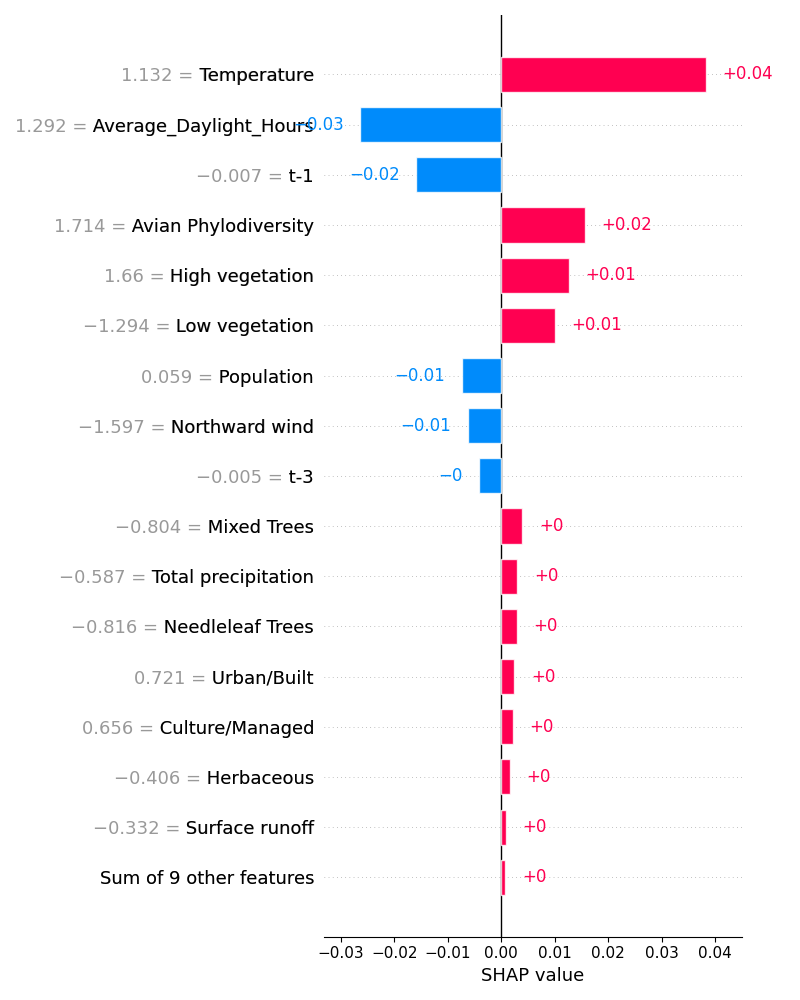 1.132 = Temperature +0.04
1.292 = Average_Daylight_Hours −0.03
−0.007 = t-1 −0.02
1.714 = Avian Phylodiversity +0.02
1.66 = High vegetation +0.01
−1.294 = Low vegetation +0.01
0.059 = Population −0.01
−1.597 = Northward wind −0.01
−0.005 = t-3 −0
−0.804 = Mixed Trees +0
−0.587 = Total precipitation +0
−0.816 = Needleleaf Trees +0
0.721 = Urban/Built +0
0.656 = Culture/Managed +0
−0.406 = Herbaceous +0
−0.332 = Surface runoff +0
Sum of 9 other features +0
−0.03 −0.02 −0.01 0.00 0.01 0.02 0.03 0.04
SHAP value